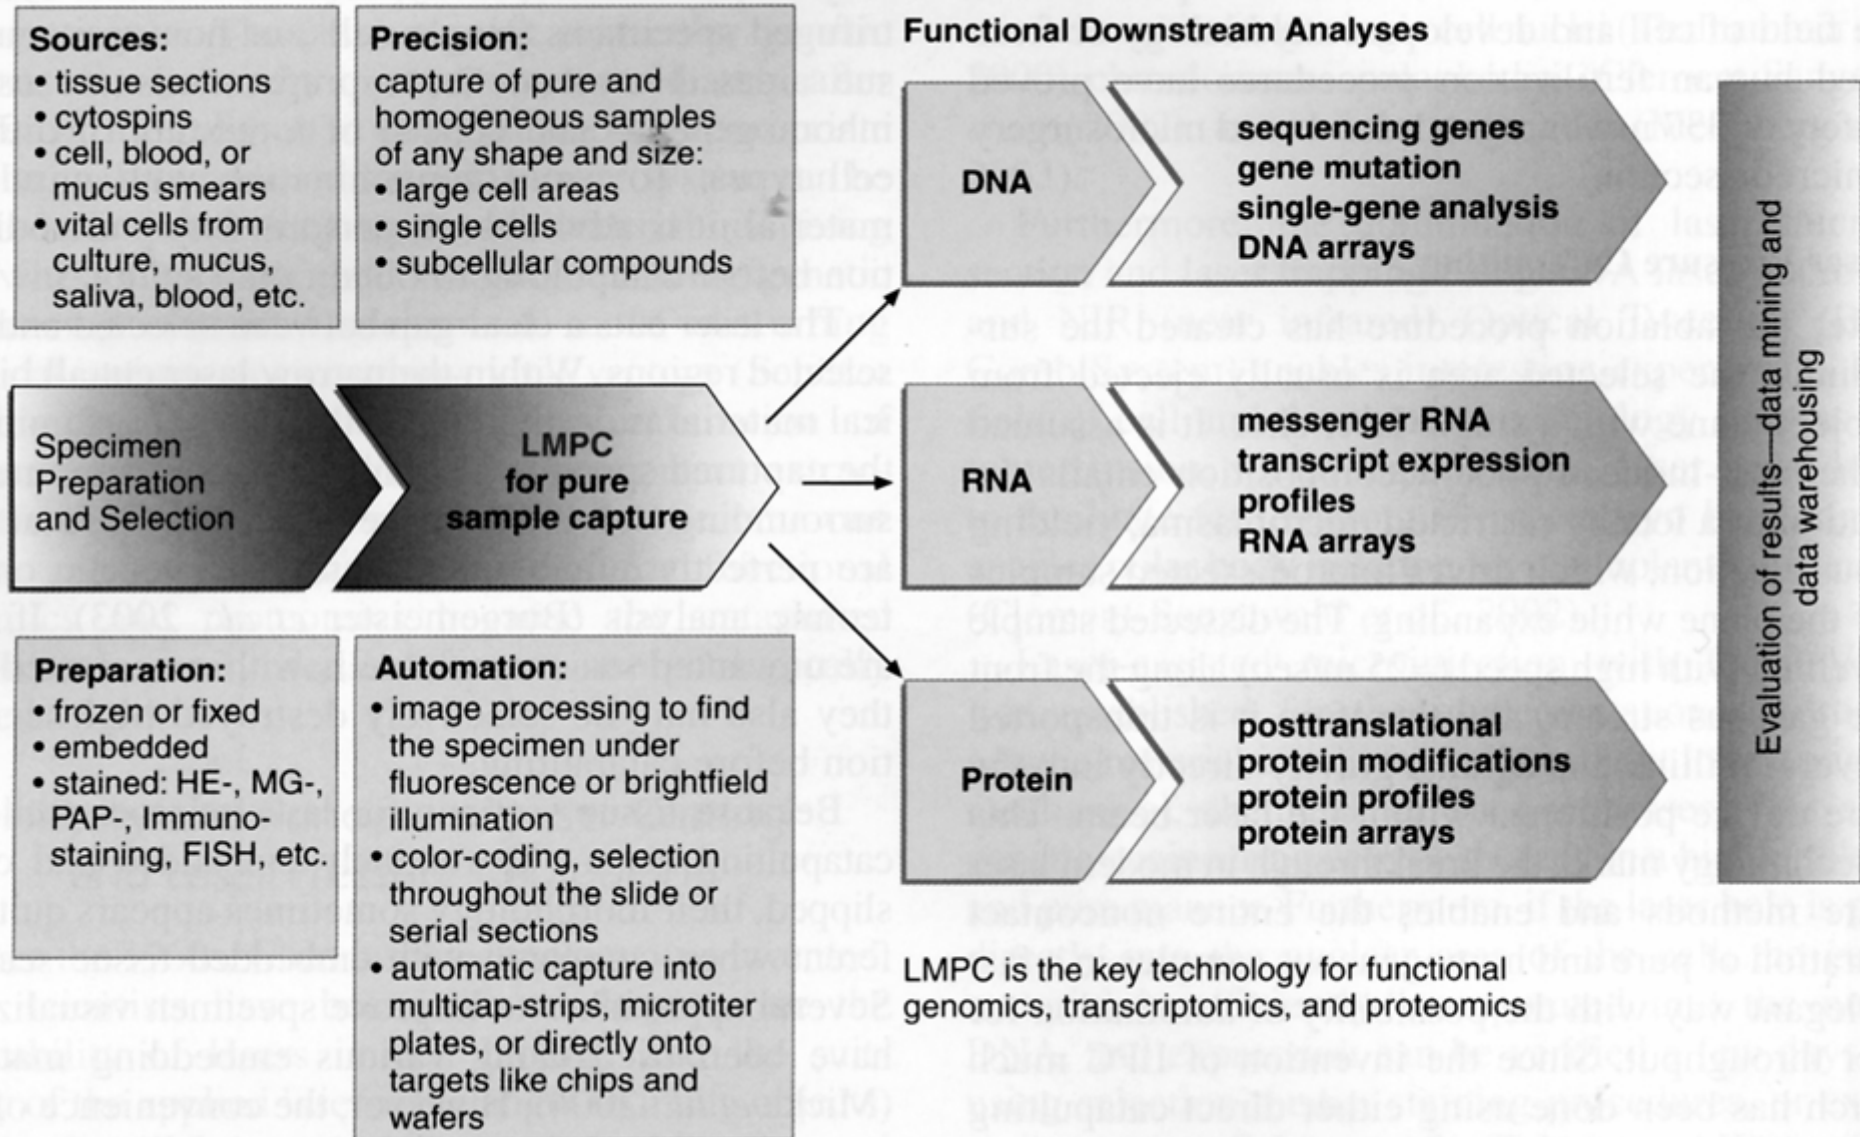 Sources:
• tissue sections
• cytospins
• cell, blood, or
mucus smears
• vital cells from
culture, mucus,
saliva, blood, etc.
Precision:
capture of pure and
homogeneous samples
of any shape and size:
• large cell areas
• single cells
• subcellular compounds
Specimen
Preparation
and Selection
LMPC
for pure
sample capture
Preparation:
• frozen or fixed
• embedded
• stained: HE-, MG-,
PAP-, Immuno-
staining, FISH, etc.
Automation:
• image processing to find
the specimen under
fluorescence or brightfield
illumination
• color-coding, selection
throughout the slide or
serial sections
• automatic capture into
multicap-strips, microtiter
plates, or directly onto
targets like chips and
wafers
Functional Downstream Analyses
DNA
sequencing genes
gene mutation
single-gene analysis
DNA arrays
RNA
messenger RNA
transcript expression
profiles
RNA arrays
Protein
posttranslational
protein modifications
protein profiles
protein arrays
Evaluation of results—data mining and
data warehousing
LMPC is the key technology for functional
genomics, transcriptomics, and proteomics